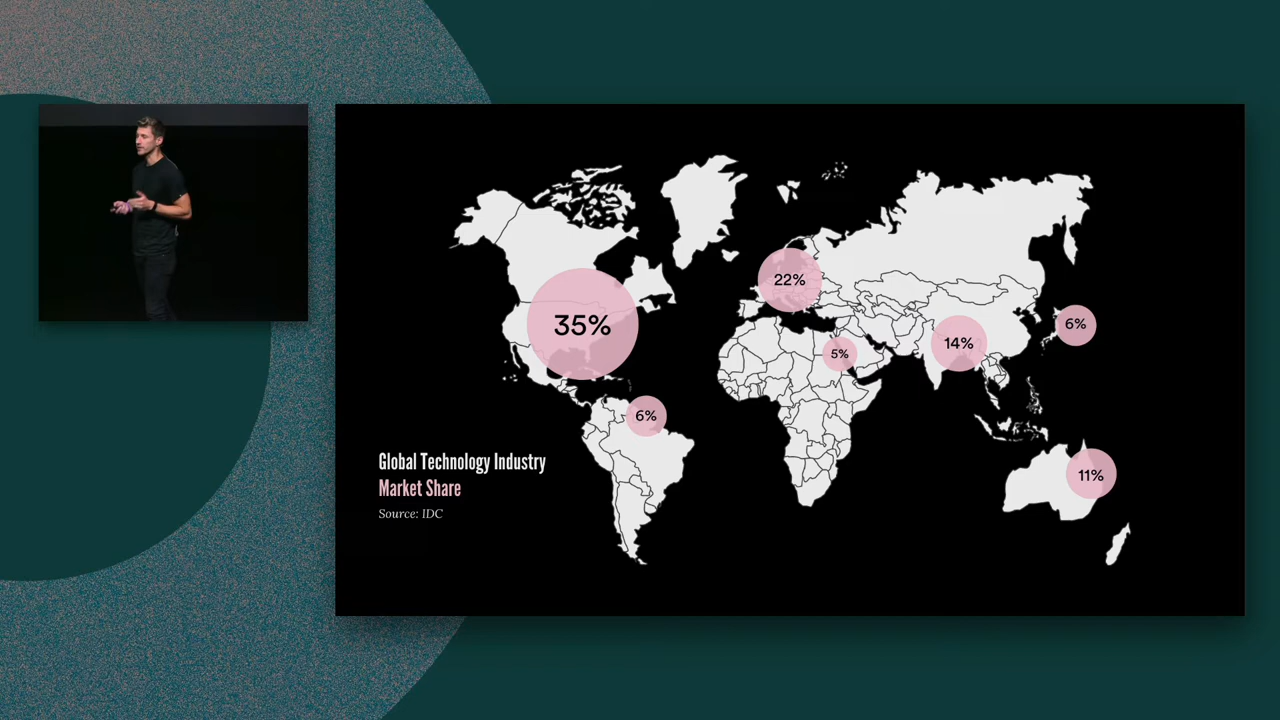 22%
6%
35%
14%
5%
6%
Global Technology Industry
11%
Market Share
Source: IDC